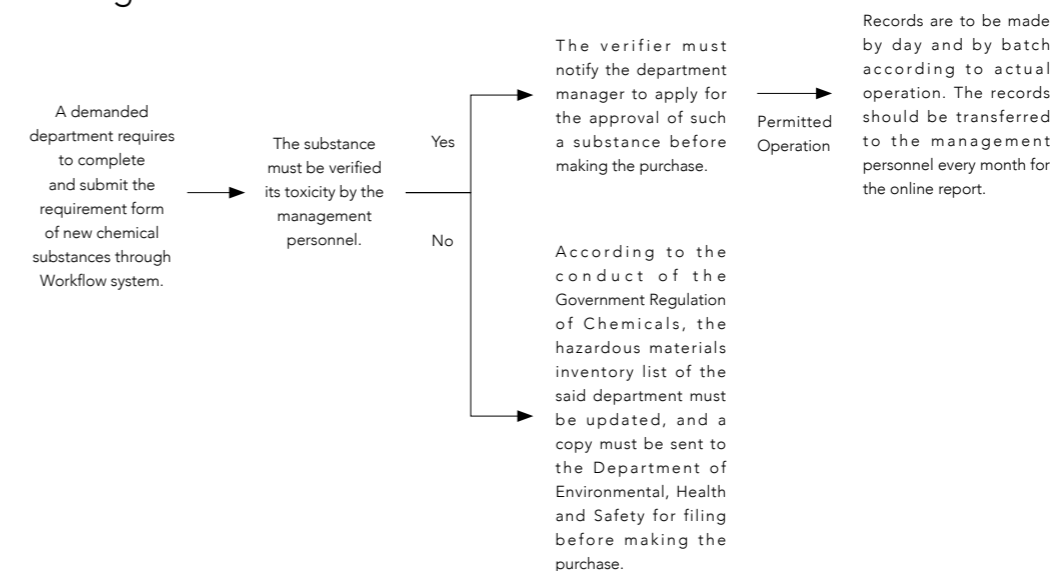 A demanded
department requires
to complete
and submit the
requirement form
of new chemical
substances through
Workflow system.
The substance
must be verified
its toxicity by the
management
personnel.
Yes
No
The verifier must
notify the department
manager to apply for
the approval of such
a substance before
making the purchase.
Permitted
Operation
Records are to be made
by day and by batch
according to actual
operation. The records
should be transferred
to the management
personnel every month for
the online report.
According to the
conduct of the
Government Regulation
of Chemicals, the
hazardous materials
inventory list of the
said department must
be updated, and a
copy must be sent to
the Department of
Environmental, Health
and Safety for filing
before making the
purchase.